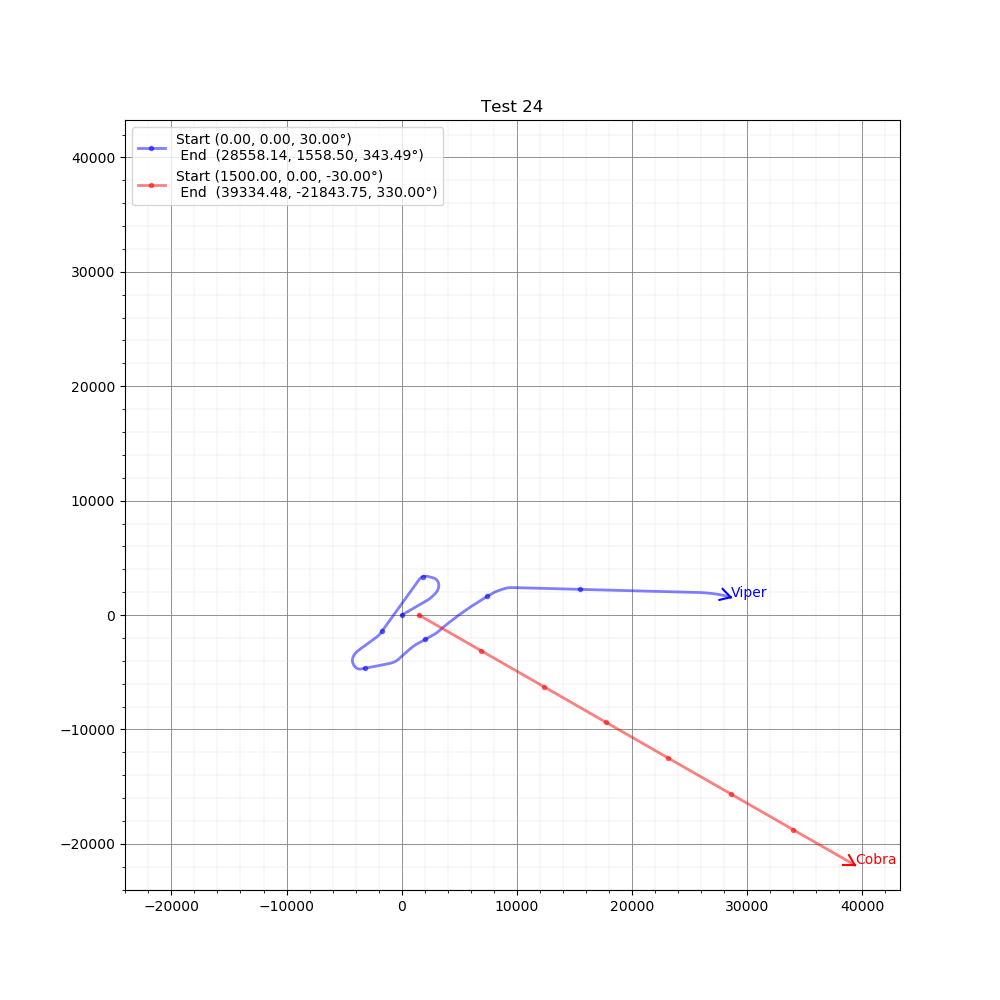 Test 24
Start (0.00, 0.00, 30.00°)
End  (28558.14, 1558.50, 343.49°)
Start (1500.00, 0.00, -30.00°)
End  (39334.48, -21843.75, 330.00°)
40000
30000
20000
10000
0
−10000
−20000
Viper
Cobra
−20000 −10000 0 10000 20000 30000 40000